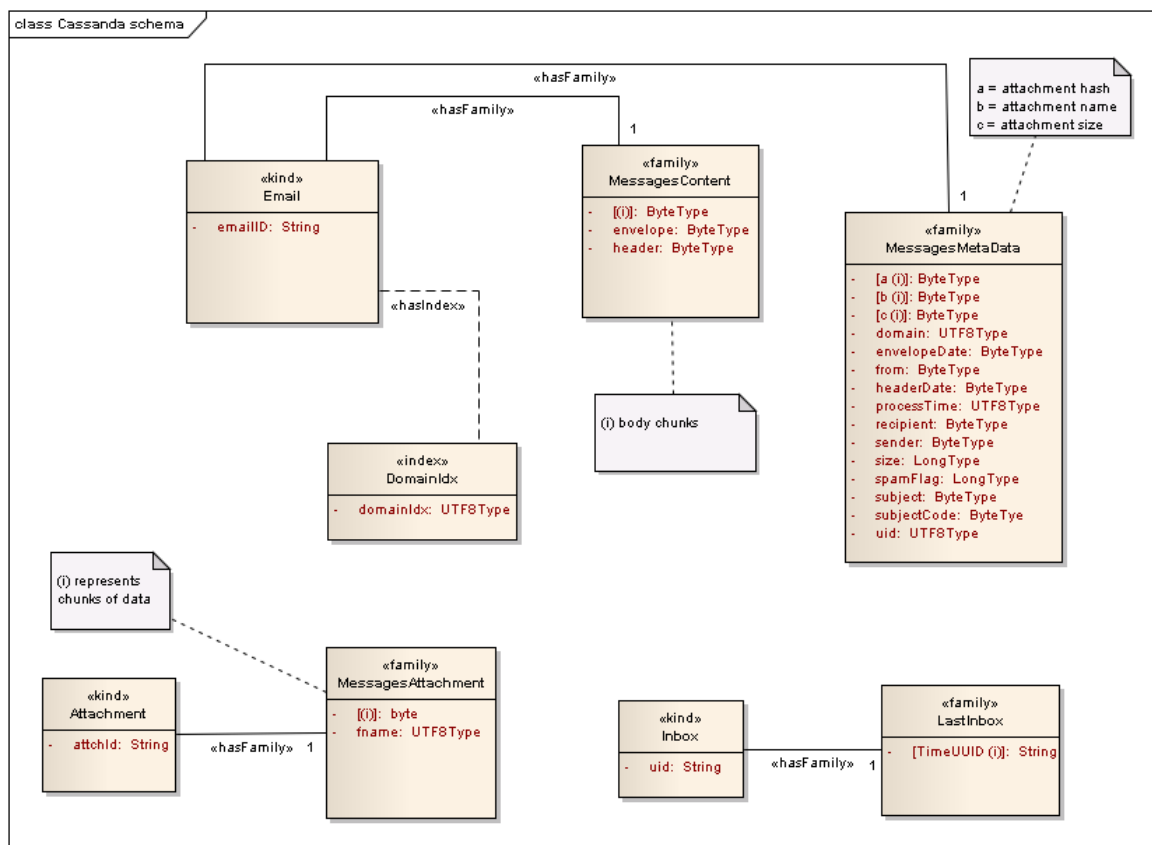 class Cassanda schema
«hasFamily»
«hasFamily»
a = attachment hash
b = attachment name
c = attachment size
1
1
«kind»
Email
- emailID: String
«family»
MessagesContent
- [(i)]: ByteType
- envelope: ByteType
- header: ByteType
«family»
MessagesMetaData
- [a (i)]: ByteType
- [b (i)]: ByteType
- [c (i)]: ByteType
- domain: UTF8Type
- envelopeDate: ByteType
- from: ByteType
- headerDate: ByteType
- processTime: UTF8Type
- recipient: ByteType
- sender: ByteType
- size: LongType
- spamFlag: LongType
- subject: ByteType
- subjectCode: ByteTye
- uid: UTF8Type
«hasIndex»
(i) body chunks
«index»
DomainIdx
- domainIdx: UTF8Type
(i) represents
chunks of data
«kind»
Attachment
- attchId: String
«hasFamily»
1
«family»
MessagesAttachment
- [(i)]: byte
- fname: UTF8Type
«kind»
Inbox
- uid: String
«hasFamily»
1
«family»
LastInbox
- [TimeUUID (i)]: String